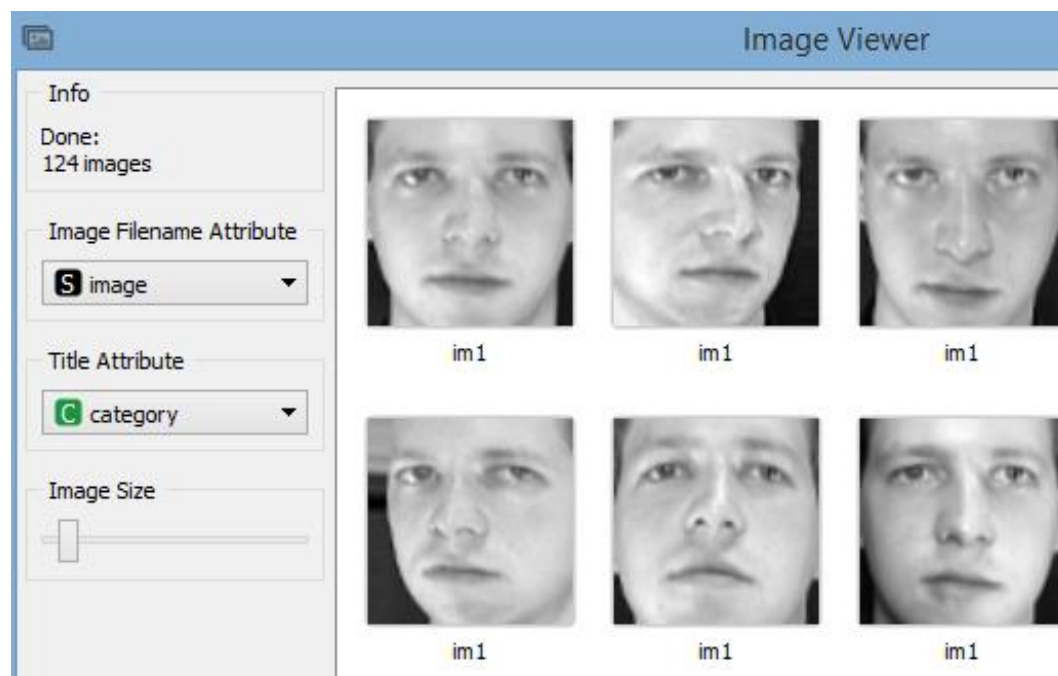 Image Viewer
Info
Done:
124 images
Image Filename Attribute
S image
Title Attribute
C category
Image Size
im1
im1
im1
im1
im1
im1